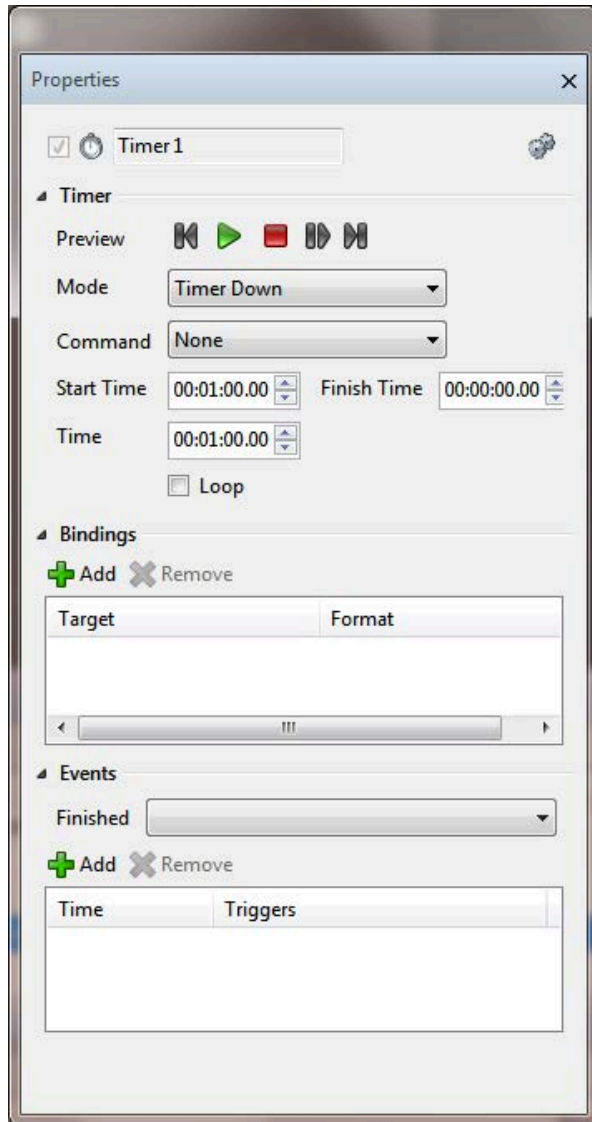 Properties
Timer 1
Timer
Preview
Mode Timer Down
Command None
Start Time 00:01:00.00 Finish Time 00:00:00.00
Time 00:01:00.00
Loop
Bindings
Add Remove
Target Format
Events
Finished
Add Remove
Time Triggers